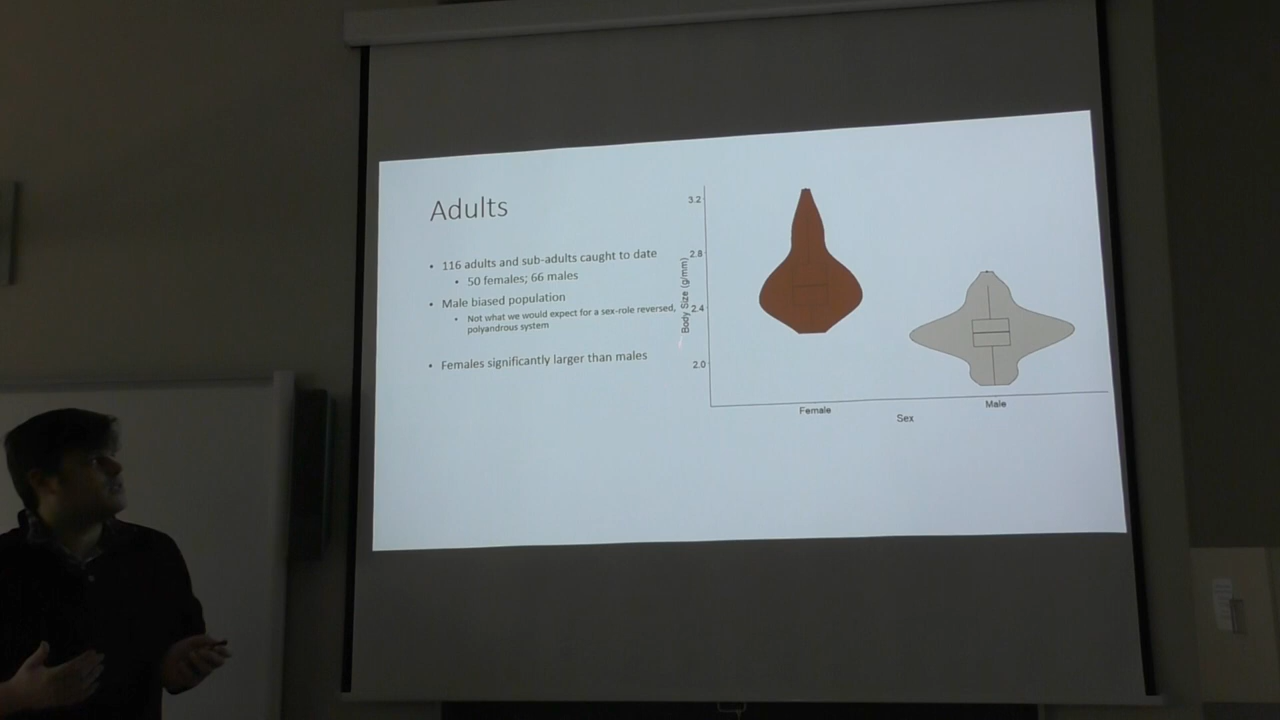 Adults
• 116 adults and sub-adults caught to date
• 50 females; 66 males
• Male biased population
• Not what we would expect for a sex-role reversed,
polyandrous system
• Females significantly larger than males
3.2
2.8
2.4
2.0
Body Size (g/mm)
Female
Male
Sex